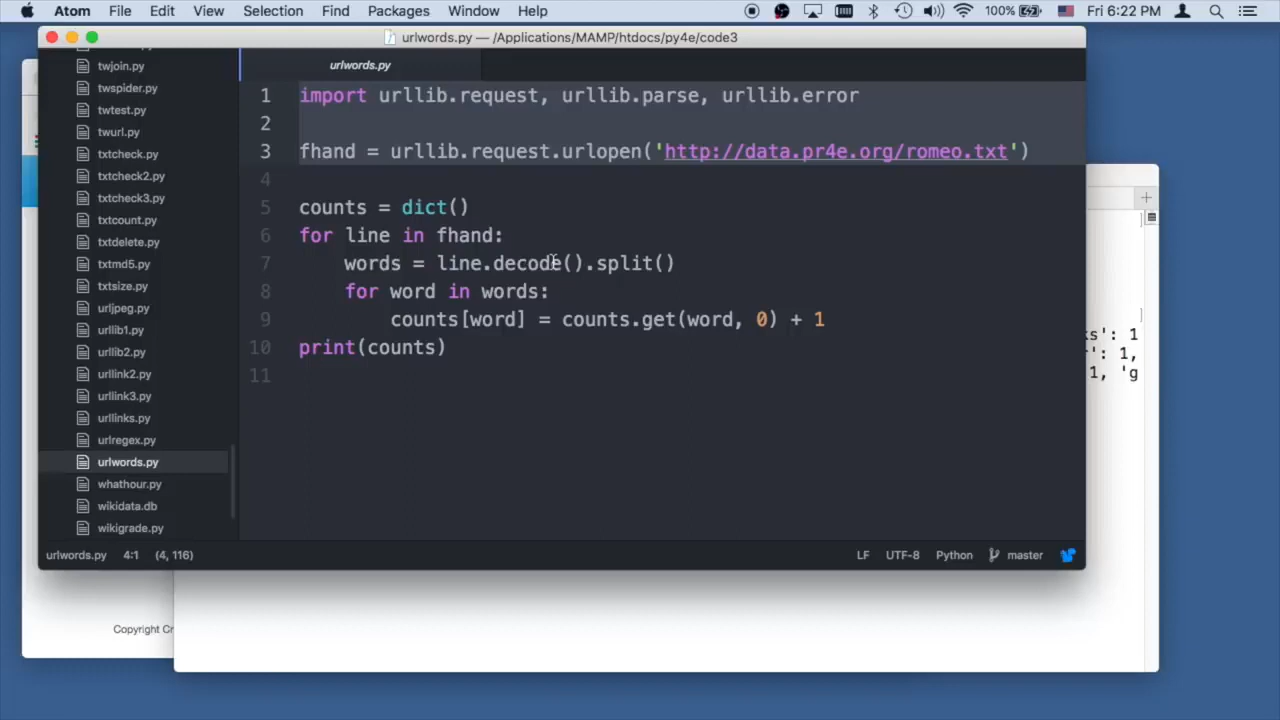 Atom File Edit View Selection Find Packages Window Help 100% Fri 6:22 PM
urlwords.py — /Applications/MAMP/htdocs/py4e/code3
twjoin.py
twspider.py
twtest.py
twurl.py
txtcheck.py
txtcheck2.py
txtcheck3.py
txtcount.py
txtdelete.py
txtmd5.py
txtsize.py
urljpeg.py
urllib1.py
urllib2.py
urllink2.py
urllink3.py
urllinks.py
urlregex.py
urlwords.py
whathour.py
wikidata.db
wikigrade.py
urlwords.py
1 import urllib.request, urllib.parse, urllib.error
2
3 fhand = urllib.request.urlopen('http://data.pr4e.org/romeo.txt')
4
5 counts = dict()
6 for line in fhand:
7 words = line.decode().split()
8 for word in words:
9 counts[word] = counts.get(word, 0) + 1
10 print(counts)
11
urlwords.py 4:1 (4, 116) LF UTF-8 Python master
ks': 1
': 1,
1, 'g
Copyright Cr